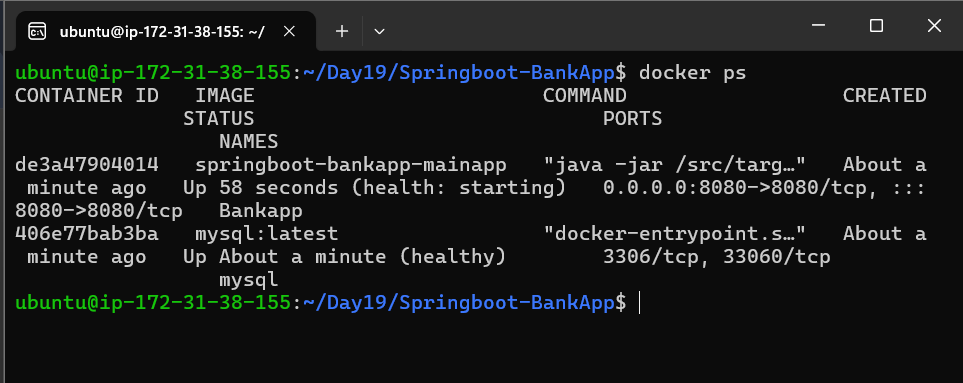 ubuntu@ip-172-31-38-155: ~/
ubuntu@ip-172-31-38-155:~/Day19/Springboot-BankApp$ docker ps
CONTAINER ID   IMAGE                        COMMAND                  CREATED
              STATUS                             PORTS
                 NAMES
de3a47904014   springboot-bankapp-mainapp   "java -jar /src/targ…"   About a
 minute ago   Up 58 seconds (health: starting)   0.0.0.0:8080->8080/tcp, :::
8080->8080/tcp   Bankapp
406e77bab3ba   mysql:latest                 "docker-entrypoint.s…"   About a
 minute ago   Up About a minute (healthy)        3306/tcp, 33060/tcp
                 mysql
ubuntu@ip-172-31-38-155:~/Day19/Springboot-BankApp$